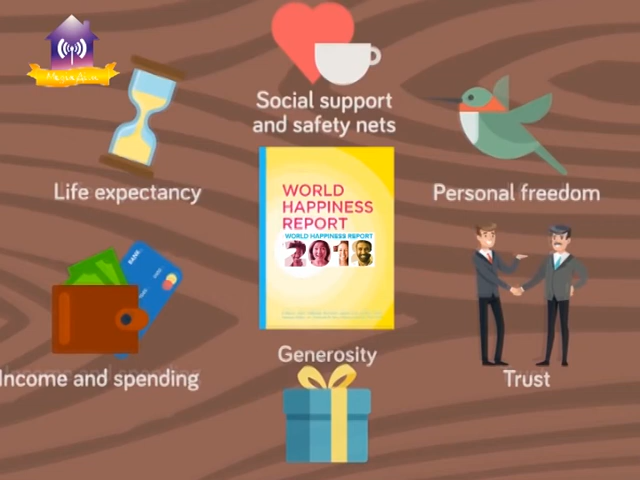 Social support
and safety nets
Life expectancy
Personal freedom
WORLD
HAPPINESS
REPORT
WORLD HAPPINESS REPORT
BANK
Income and spending
Generosity
Trust